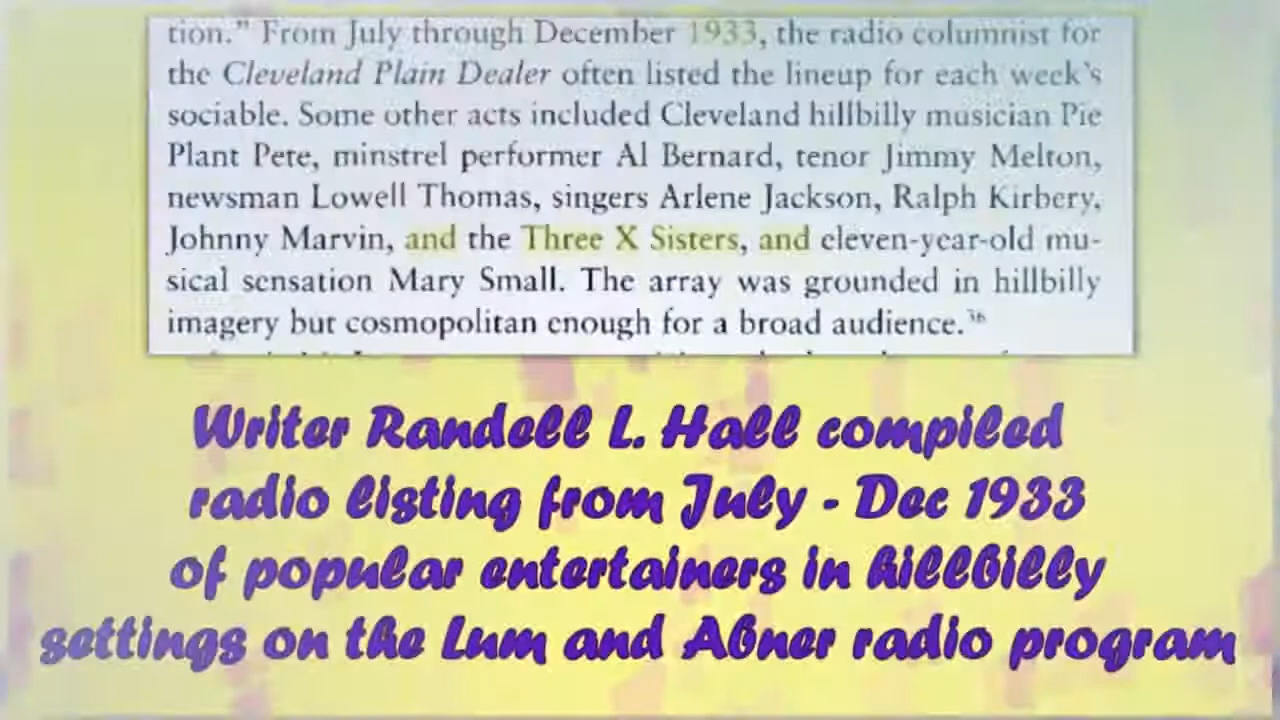 tion.” From July through December 1933, the radio columnist for
the Cleveland Plain Dealer often listed the lineup for each week’s
sociable. Some other acts included Cleveland hillbilly musician Pie
Plant Pete, minstrel performer Al Bernard, tenor Jimmy Melton,
newsman Lowell Thomas, singers Arlene Jackson, Ralph Kirbery,
Johnny Marvin, and the Three X Sisters, and eleven-year-old mu-
sical sensation Mary Small. The array was grounded in hillbilly
imagery but cosmopolitan enough for a broad audience.36
Writer Randell L. Hall compiled
radio listing from July - Dec 1933
of popular entertainers in hillbilly
settings on the Lum and Abner radio program